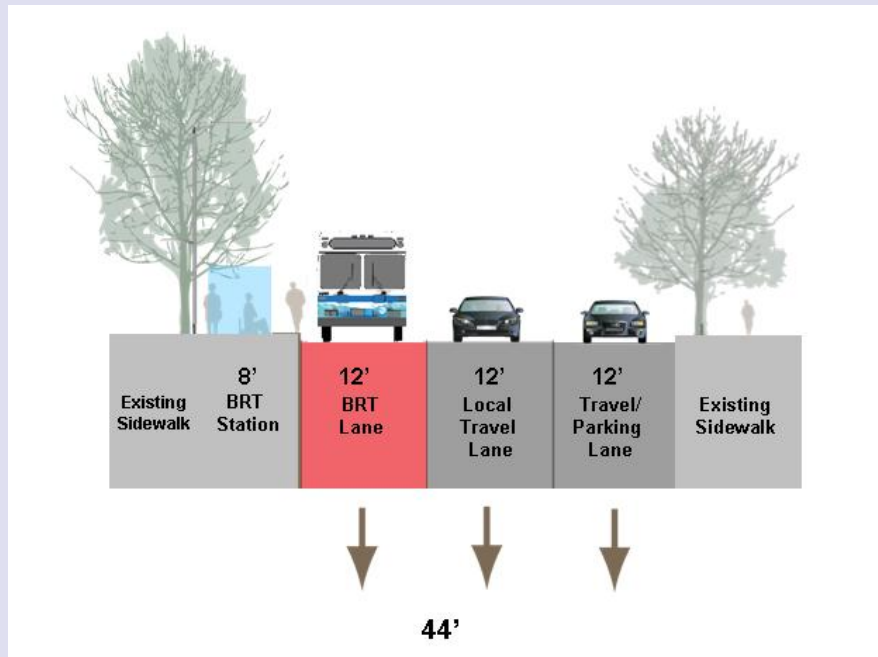 Existing
Sidewalk
8’
BRT
Station
12’
BRT
Lane
12’
Local
Travel
Lane
12’
Travel/
Parking
Lane
Existing
Sidewalk
44’